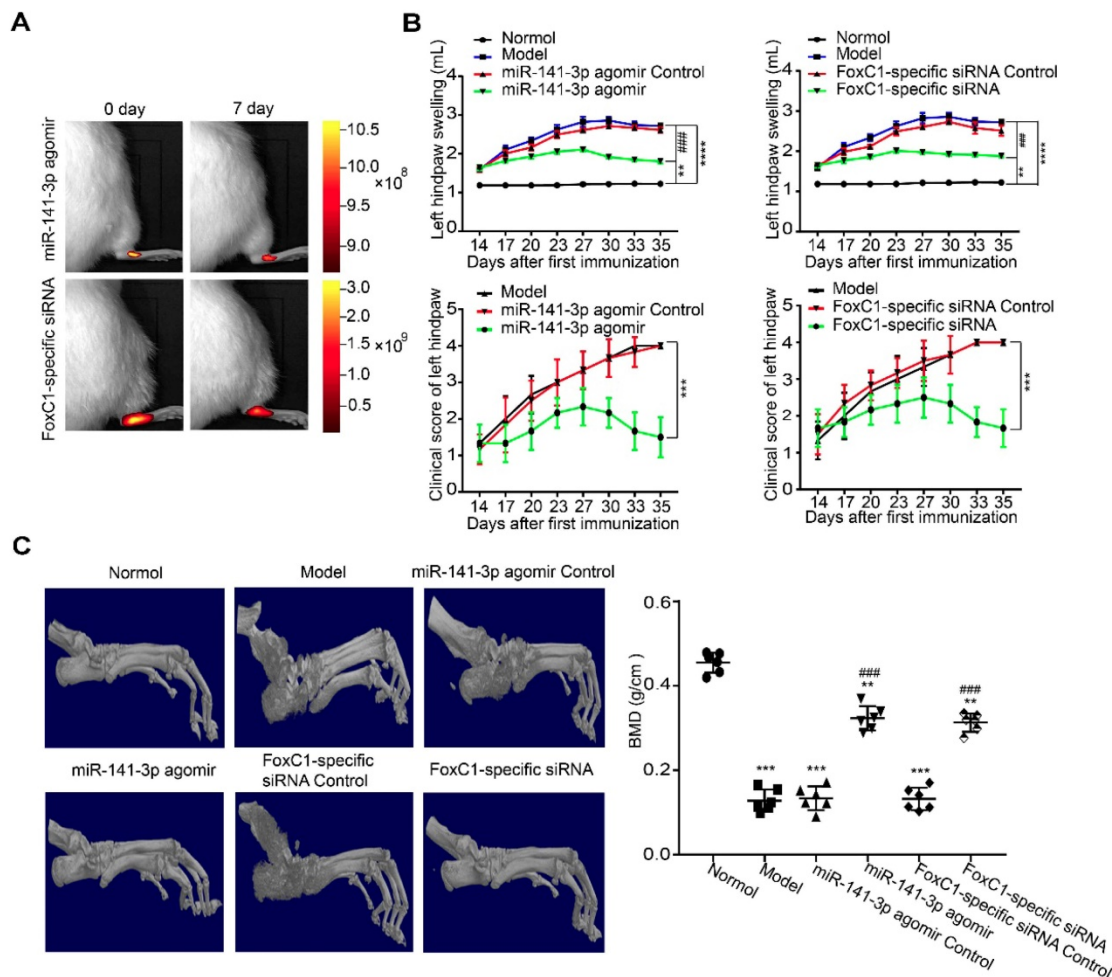 A
0 day
7 day
miR-141-3p agomir
FoxC1-specific siRNA
10.5
10.0
×10⁸
9.5
9.0
3.0
2.5
2.0
1.5
×10⁹
1.0
0.5
B
Normol
Model
miR-141-3p agomir Control
miR-141-3p agomir
Left hindpaw swelling (mL)
4
3
2
1
0
14 17 20 23 27 30 33 35
Days after first immunization
** ### ****
Normol
Model
FoxC1-specific siRNA Control
FoxC1-specific siRNA
Left hindpaw swelling (mL)
4
3
2
1
0
14 17 20 23 27 30 33 35
Days after first immunization
** ## ****
Model
miR-141-3p agomir Control
miR-141-3p agomir
Clinical score of left hindpaw
5
4
3
2
1
0
14 17 20 23 27 30 33 35
Days after first immunization
***
Model
FoxC1-specific siRNA Control
FoxC1-specific siRNA
Clinical score of left hindpaw
5
4
3
2
1
0
14 17 20 23 27 30 33 35
Days after first immunization
***
C
Normol
Model
miR-141-3p agomir Control
miR-141-3p agomir
FoxC1-specific
siRNA Control
FoxC1-specific siRNA
BMD (g/cm )
0.6
0.4
0.2
0.0
***
***
###
**
***
###
**
Normol
Model
miR-141-3p agomir Control
miR-141-3p agomir
FoxC1-specific siRNA Control
FoxC1-specific siRNA